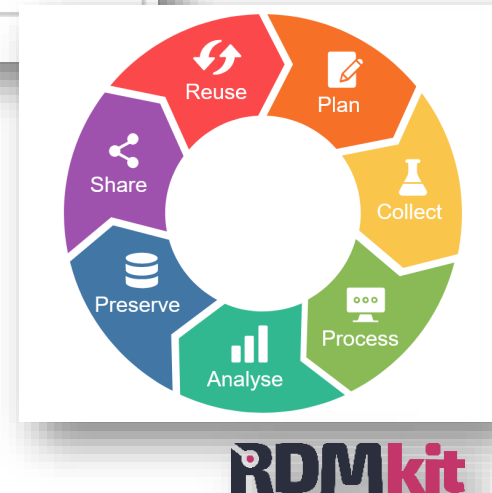 Reuse
Plan
Share
Collect
Preserve
Process
Analyse
RDMkit